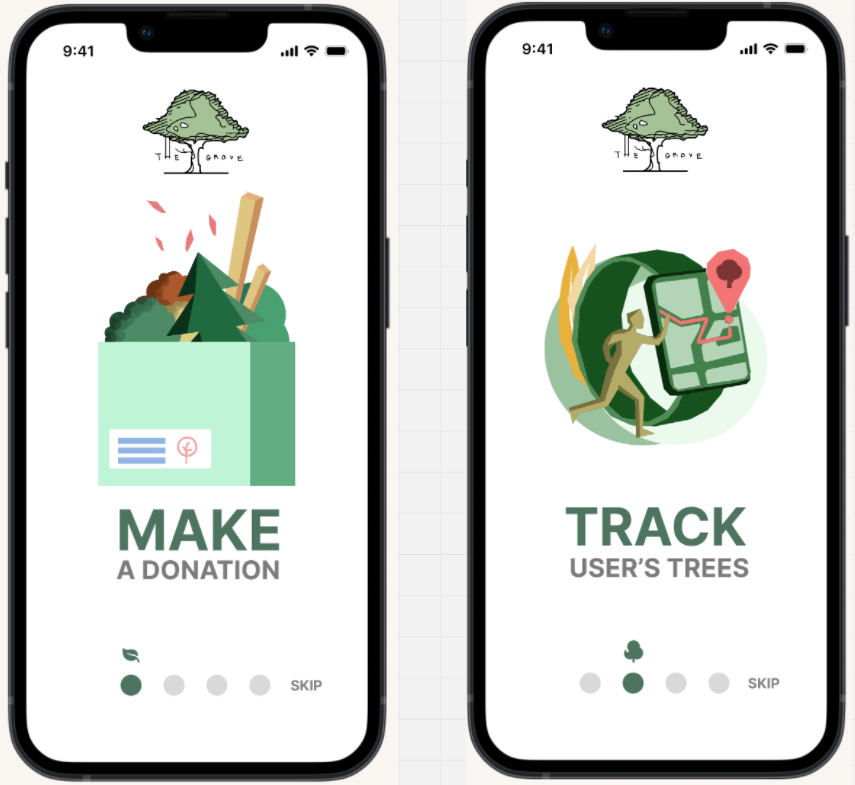 9:41
THE GROVE
MAKE
A DONATION
SKIP
9:41
THE GROVE
TRACK
USER'S TREES
SKIP